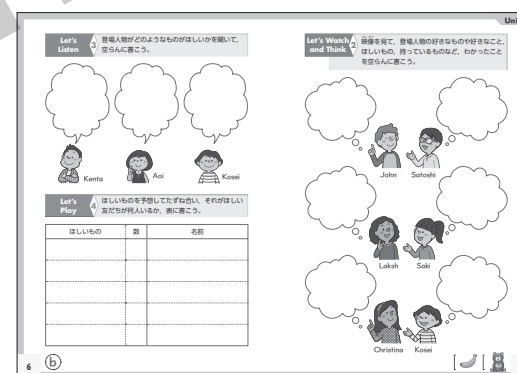 Uni
Let's
Listen
3
登場人物がどのようなものがほしいかを聞いて,
空らんに書こう。
Kenta
Aoi
Kosei
Let's
Play
4
ほしいものを予想してたずね合い, それがほしい
友だちが何人いるか, 表に書こう。
ほしいもの 数 名前
6
b
Let's Watch
and Think
2
映像を見て, 登場人物の好きなものや好きなこと,
ほしいもの, 持っているものなど, わかったこと
を空らんに書こう。
John Satoshi
Laksh Saki
Christina Kosei